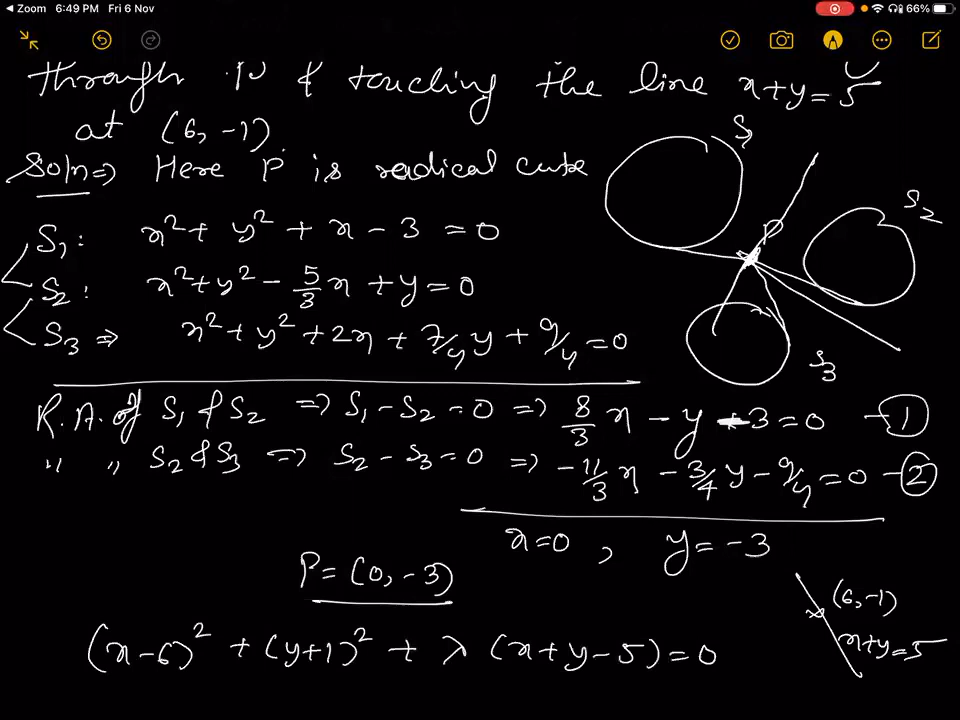 Zoom 6:49 PM Fri 6 Nov 66%
through P & touching the line x+y=5
at (6, -1)
Soln⇒ Here P is radical cute
S₁: x² + y² + x - 3 = 0
S₂: x² + y² - 5/3 x + y = 0
S₃ ⇒ x² + y² + 2x + 7/4 y + 9/4 = 0
S₁
S₂
P
S₃
R.A. of S₁ & S₂ ⇒ S₁ - S₂ = 0 ⇒ 8/3 x - y - 3 = 0 - ①
" " S₂ & S₃ ⇒ S₂ - S₃ = 0 ⇒ -11/3 x - 3/4 y - 9/4 = 0 - ②
x=0 , y = -3
P = (0, -3)
(x-6)² + (y+1)² + λ (x+y-5) = 0
(6, -1)
x+y=5